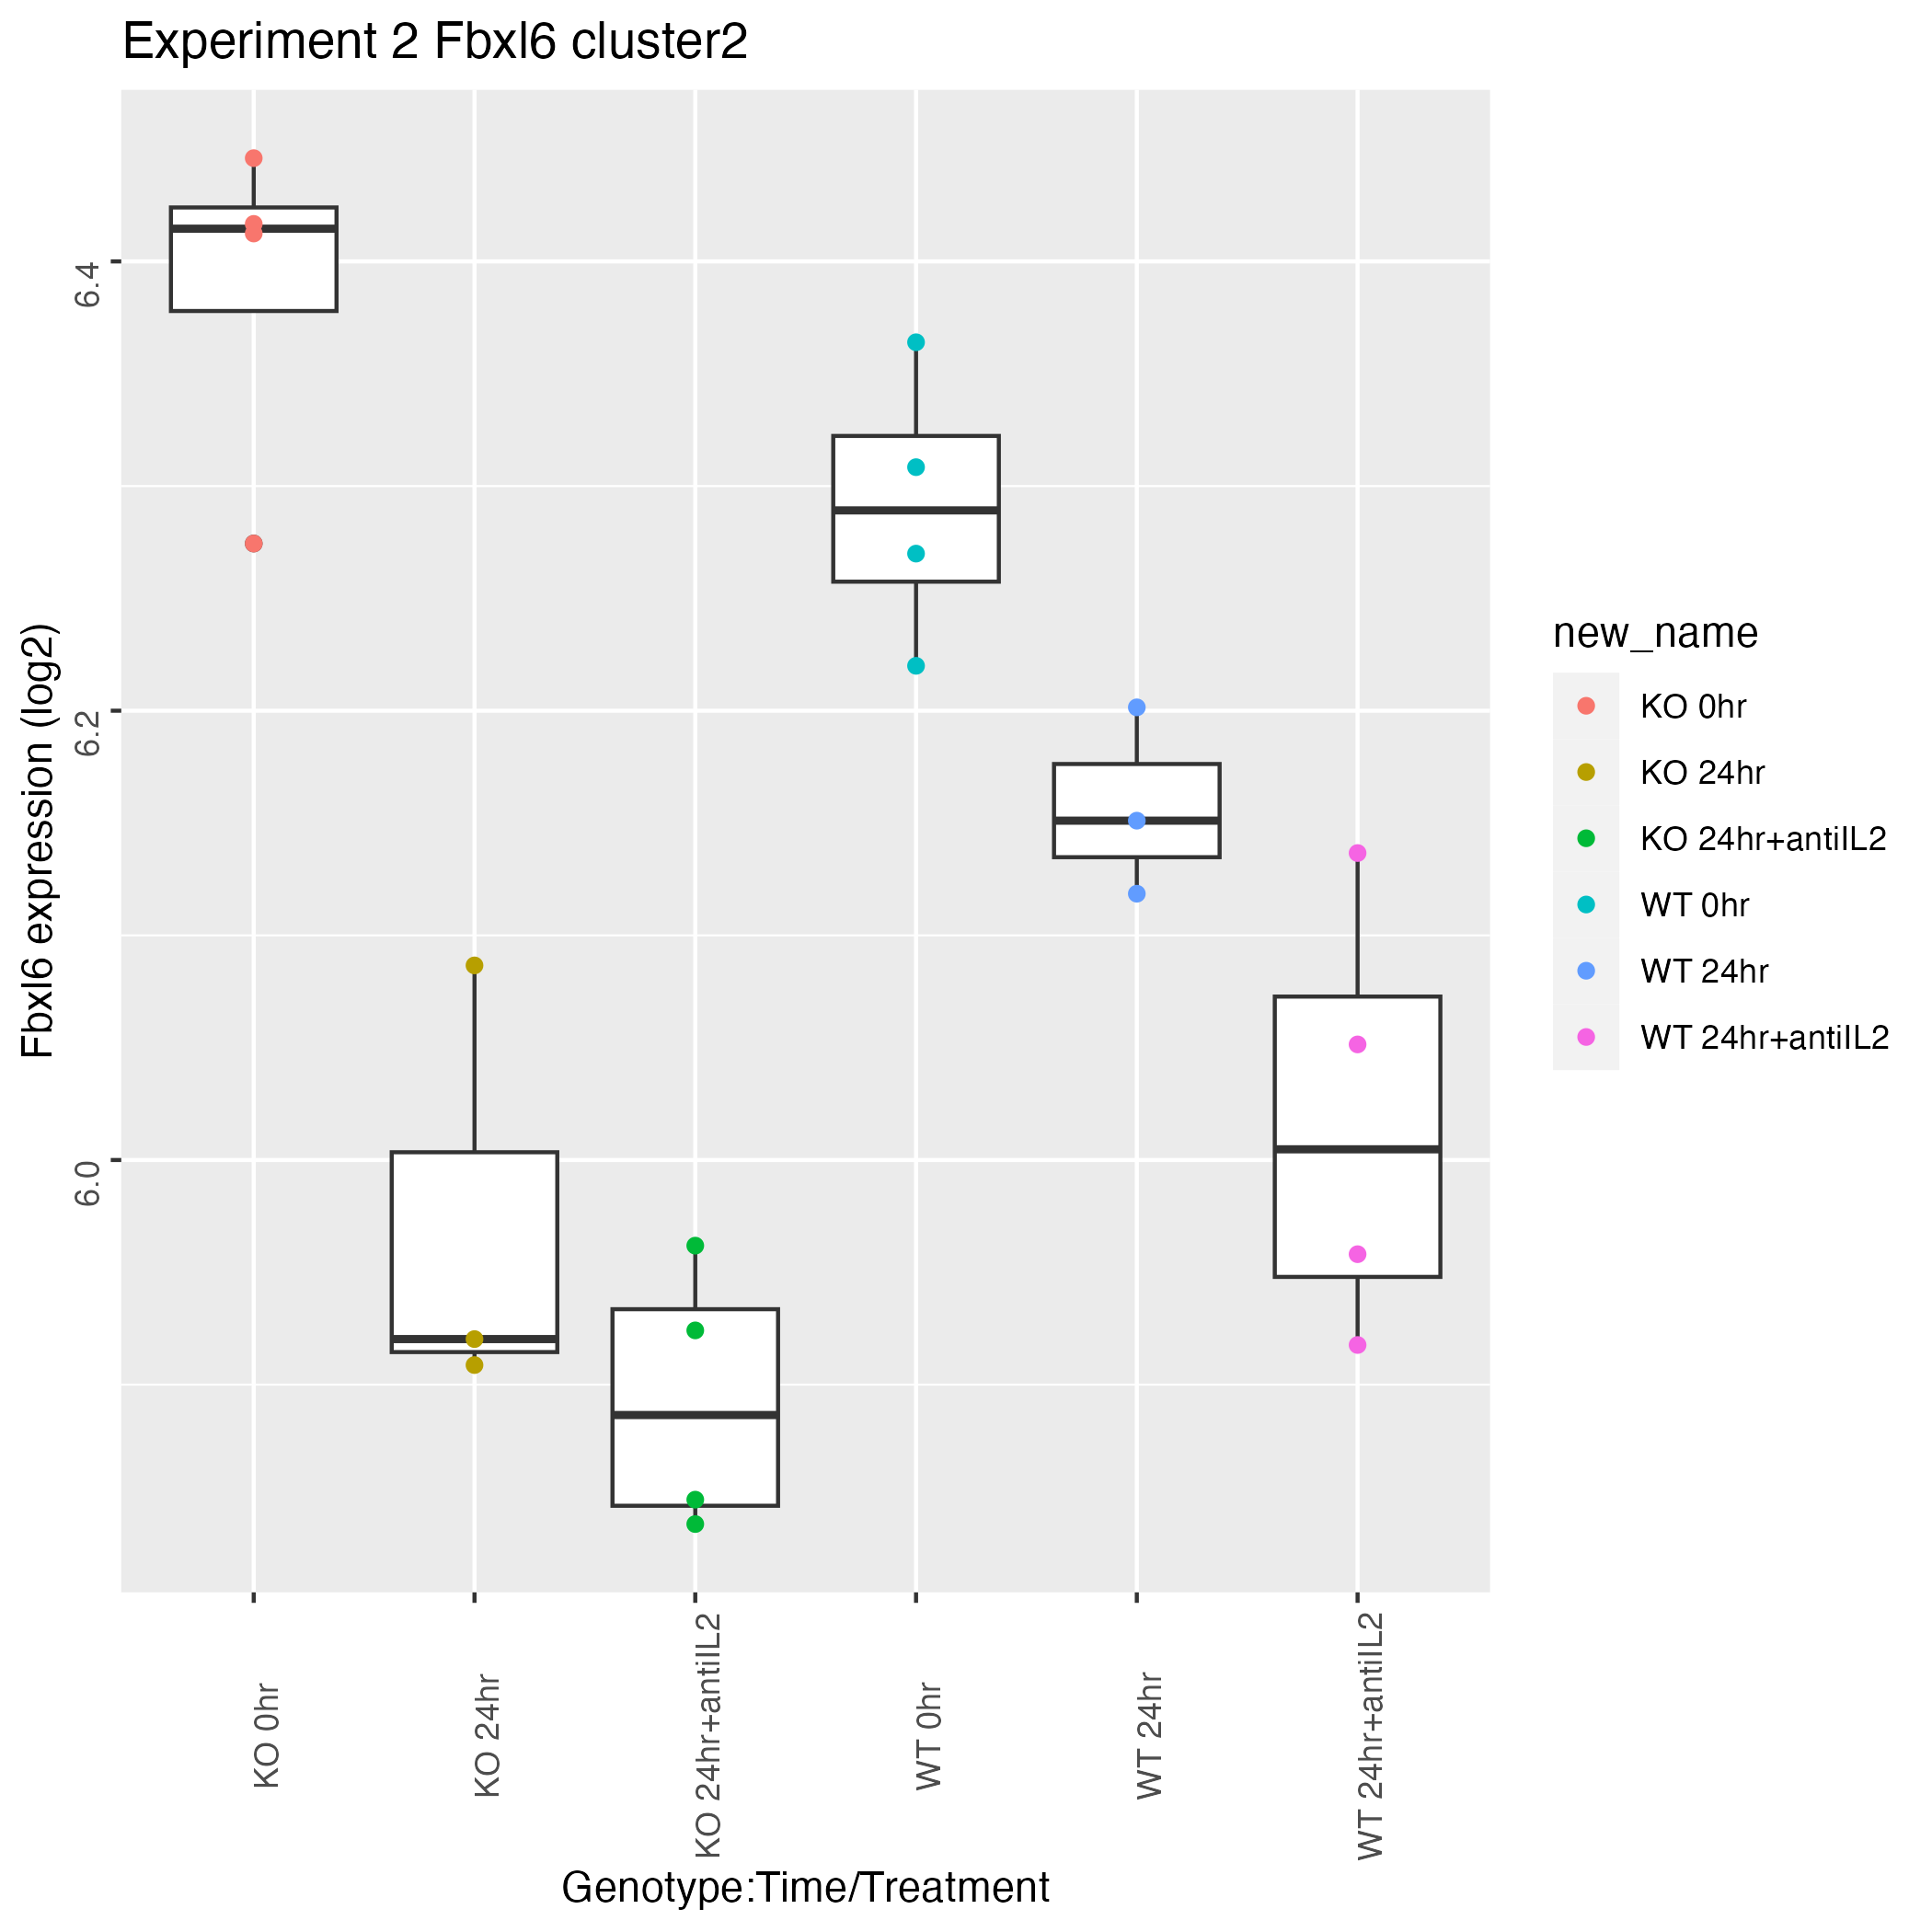 Experiment 2 Fbxl6 cluster2
Fbxl6 expression (log2)
6.4
6.2
6.0
KO 0hr
KO 24hr
KO 24hr+antiIL2
WT 0hr
WT 24hr
WT 24hr+antiIL2
Genotype:Time/Treatment
new_name
KO 0hr
KO 24hr
KO 24hr+antiIL2
WT 0hr
WT 24hr
WT 24hr+antiIL2